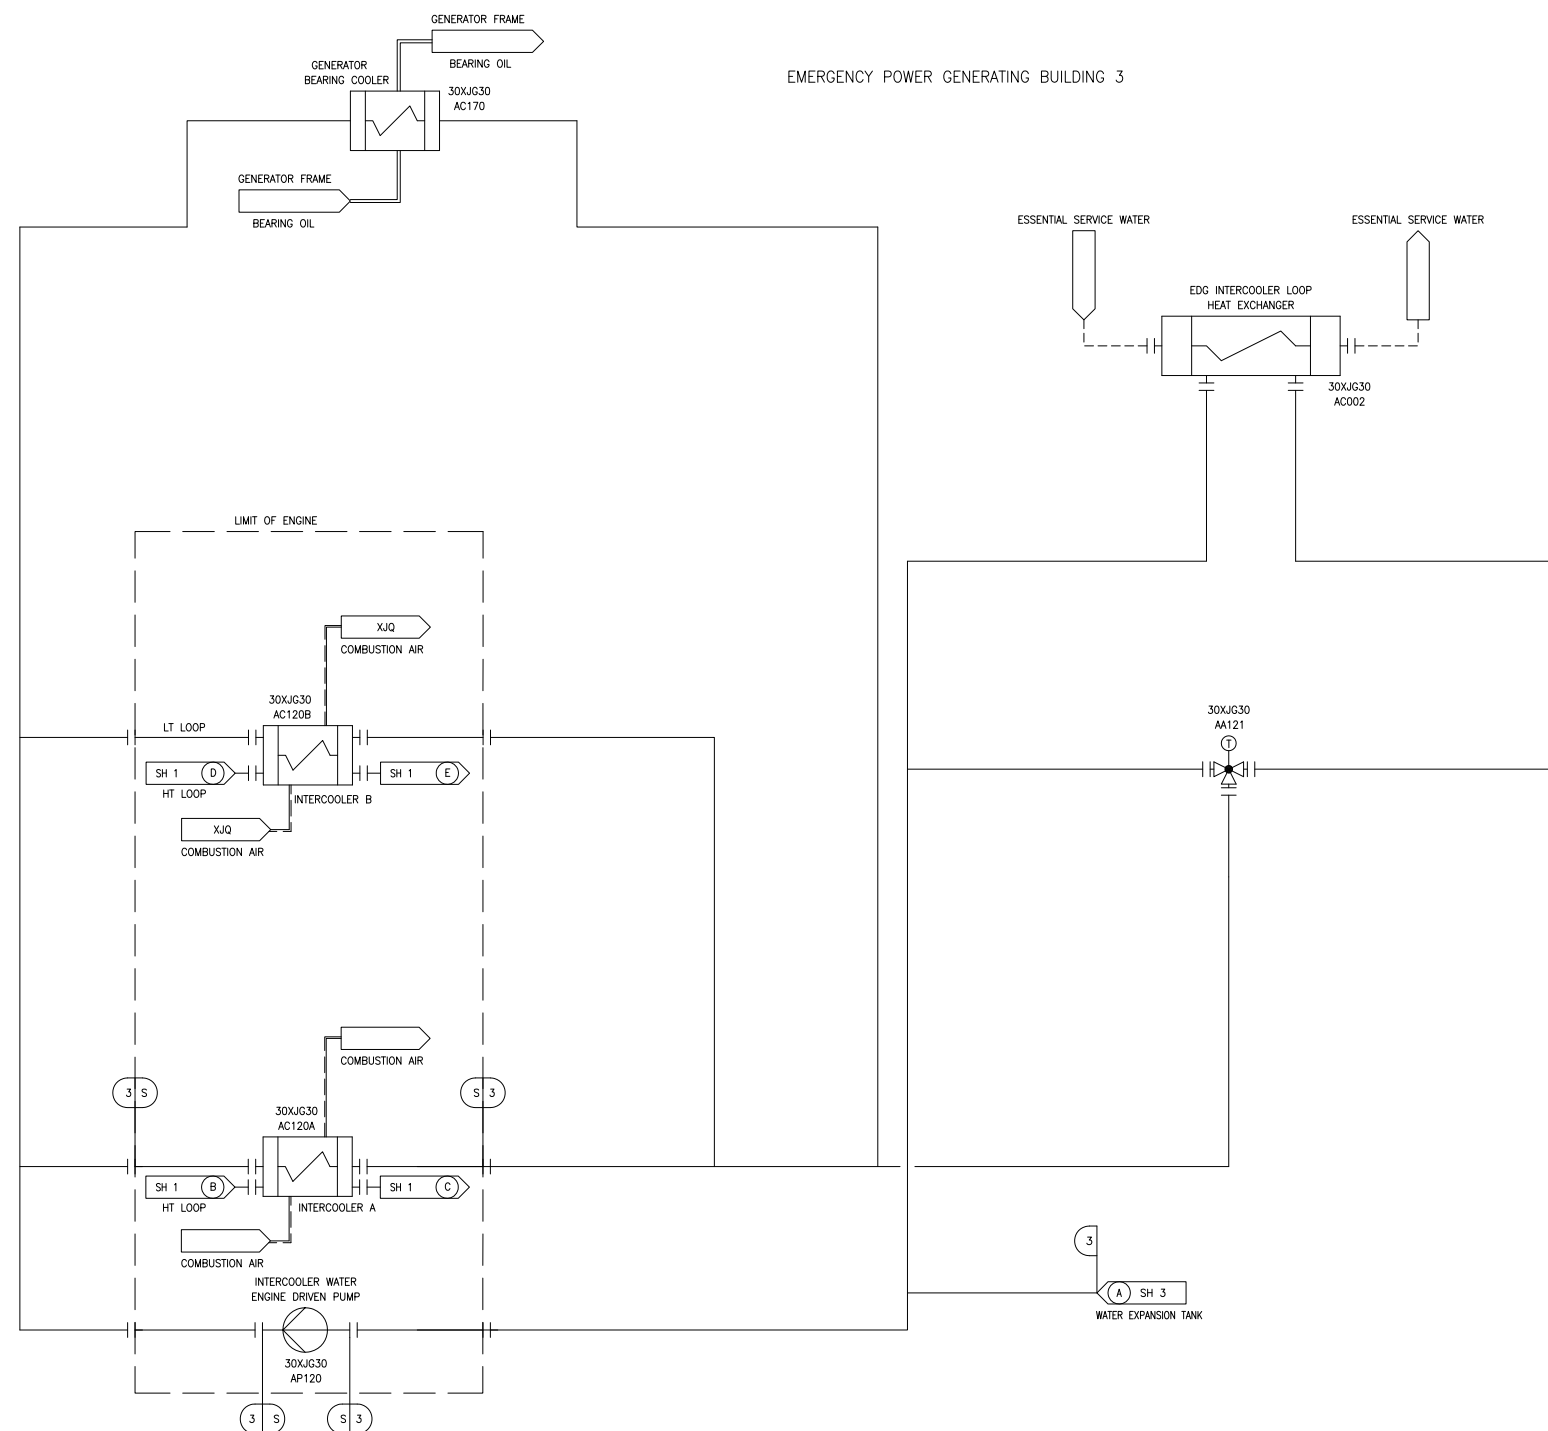 GENERATOR FRAME
BEARING OIL
GENERATOR
BEARING COOLER
30XJG30
AC170
EMERGENCY POWER GENERATING BUILDING 3
GENERATOR FRAME
BEARING OIL
ESSENTIAL SERVICE WATER
ESSENTIAL SERVICE WATER
EDG INTERCOOLER LOOP
HEAT EXCHANGER
30XJG30
AC002
LIMIT OF ENGINE
XJQ
COMBUSTION AIR
30XJG30
AC120B
LT LOOP
SH 1 D
HT LOOP
SH 1 E
INTERCOOLER B
XJQ
COMBUSTION AIR
30XJG30
AA121
T
COMBUSTION AIR
3 S
S 3
30XJG30
AC120A
SH 1 B
HT LOOP
SH 1 C
INTERCOOLER A
COMBUSTION AIR
3
A SH 3
WATER EXPANSION TANK
INTERCOOLER WATER
ENGINE DRIVEN PUMP
30XJG30
AP120
3 S
S 3